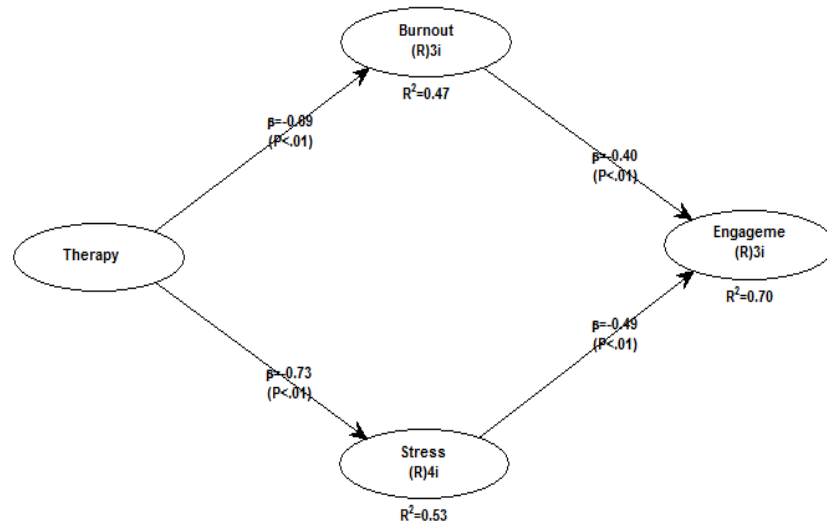 Burnout
(R)3i
R²=0.47
β=-0.69
(P<.01)
β=-0.40
(P<.01)
Therapy
Engageme
(R)3i
R²=0.70
β=-0.73
(P<.01)
β=-0.49
(P<.01)
Stress
(R)4i
R²=0.53